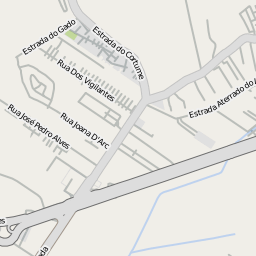 Estrada do Gado
Estrada do Cortume
Rua Dos Vigilantes
Estrada Aterrado do
Rua José Pedro Alves
Rua Joana D'Arc